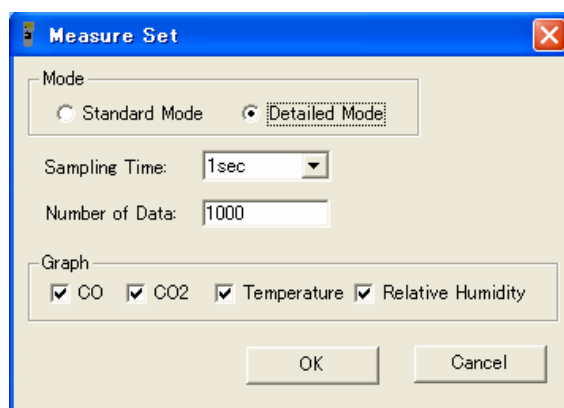 Measure Set
Mode
Standard Mode Detailed Mode
Sampling Time: 1sec
Number of Data: 1000
Graph
CO CO2 Temperature Relative Humidity
OK Cancel